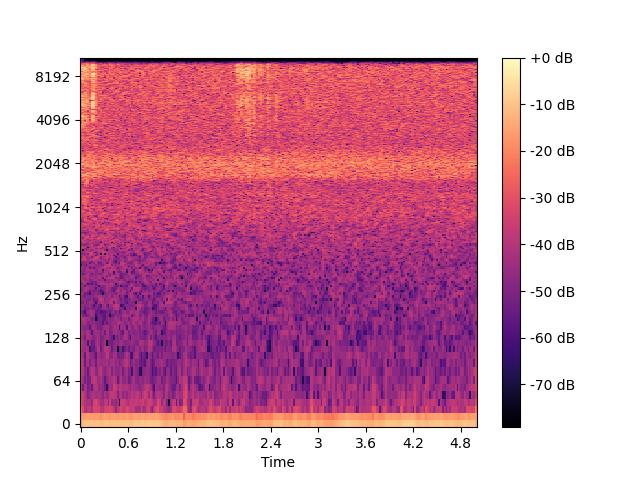 Hz
8192
4096
2048
1024
512
256
128
64
0
0 0.6 1.2 1.8 2.4 3 3.6 4.2 4.8
Time
+0 dB
-10 dB
-20 dB
-30 dB
-40 dB
-50 dB
-60 dB
-70 dB